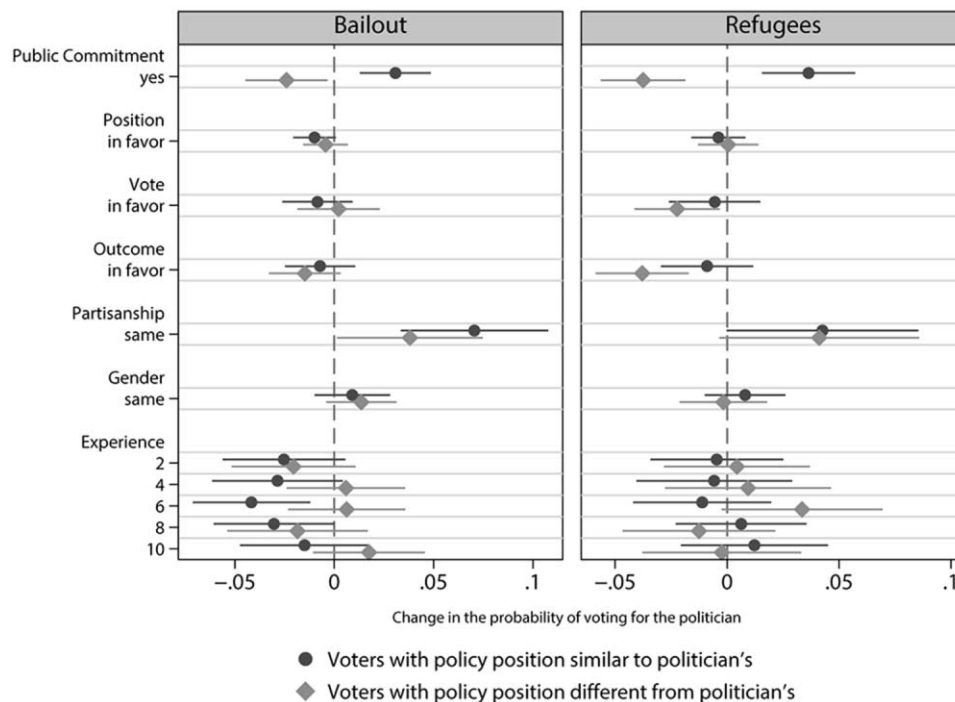 Bailout
Refugees
Public Commitment
yes
Position
in favor
Vote
in favor
Outcome
in favor
Partisanship
same
Gender
same
Experience
2
4
6
8
10
-.05 0 .05 .1
-.05 0 .05 .1
Change in the probability of voting for the politician
Voters with policy position similar to politician's
Voters with policy position different from politician's